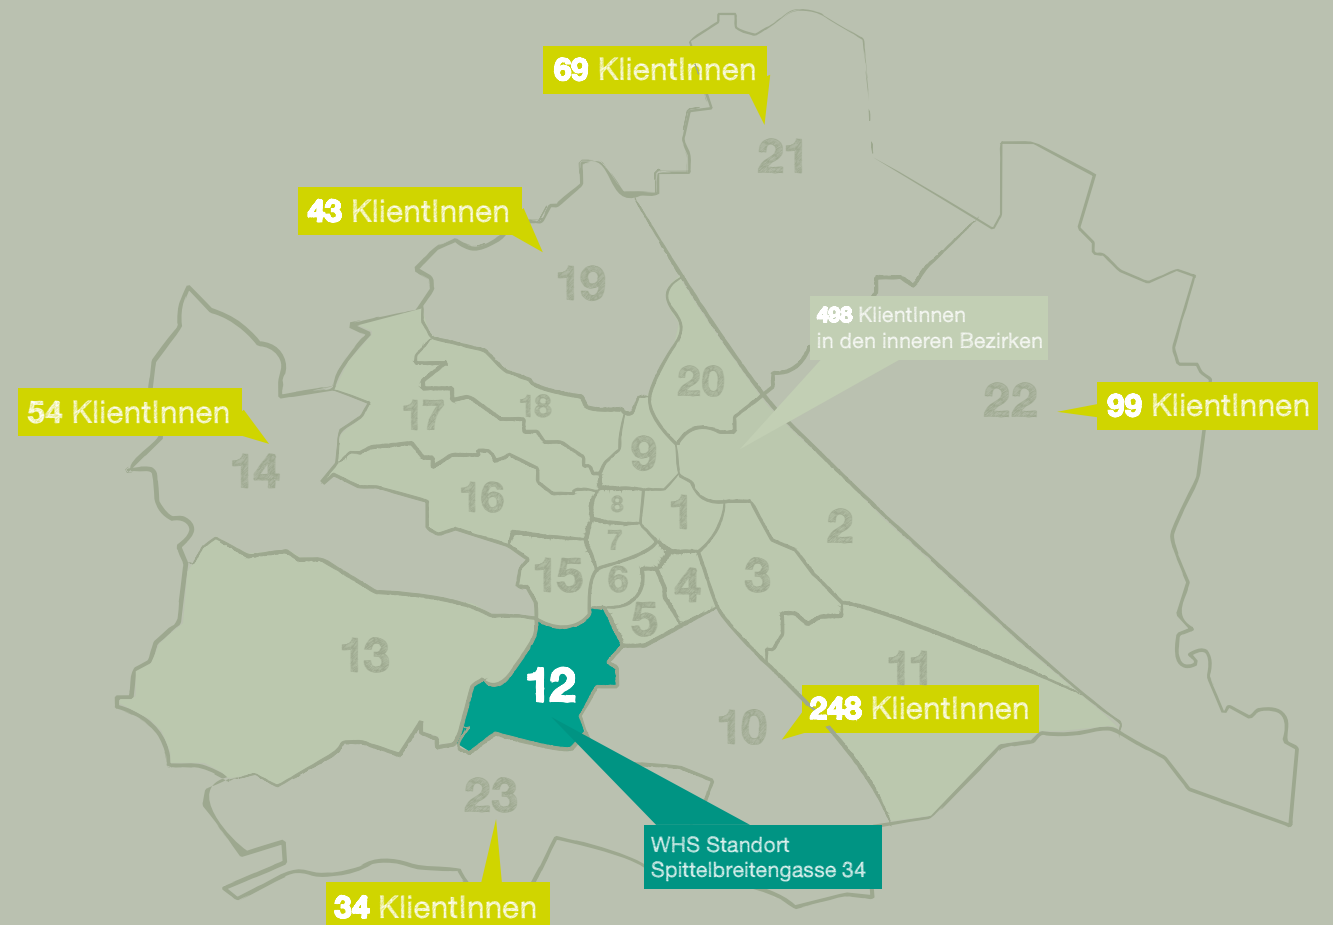 69 KlientInnen
21
43 KlientInnen
19
498 KlientInnen
in den inneren Bezirken
20
22
99 KlientInnen
54 KlientInnen
17
18
14
9
16
8
1
2
7
15
6
4
3
5
13
12
11
10
248 KlientInnen
23
WHS Standort
Spittelbreitengasse 34
34 KlientInnen